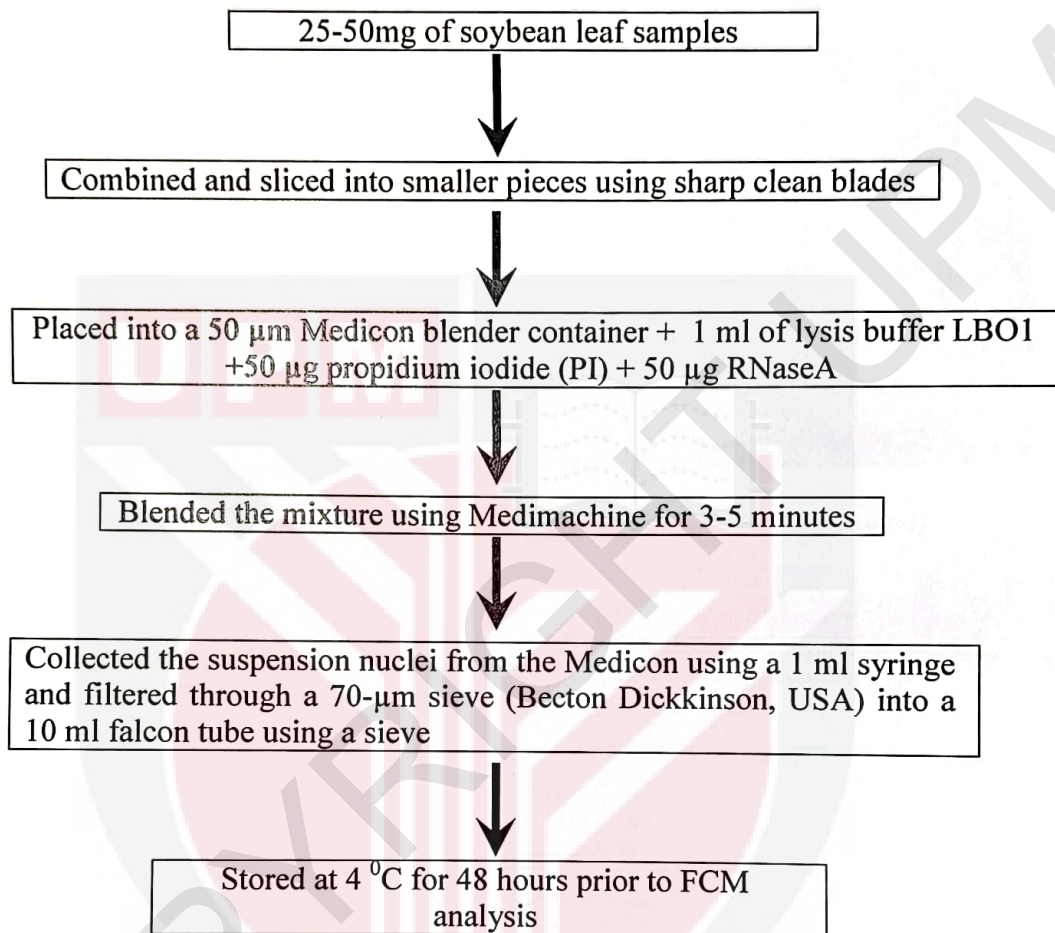 25-50mg of soybean leaf samples
Combined and sliced into smaller pieces using sharp clean blades
Placed into a 50 µm Medicon blender container + 1 ml of lysis buffer LBO1
+50 µg propidium iodide (PI) + 50 µg RNaseA
Blended the mixture using Medimachine for 3-5 minutes
Collected the suspension nuclei from the Medicon using a 1 ml syringe
and filtered through a 70-µm sieve (Becton Dickkinson, USA) into a
10 ml falcon tube using a sieve
Stored at 4 ⁰C for 48 hours prior to FCM
analysis
UPM
PYRIGHT UPM